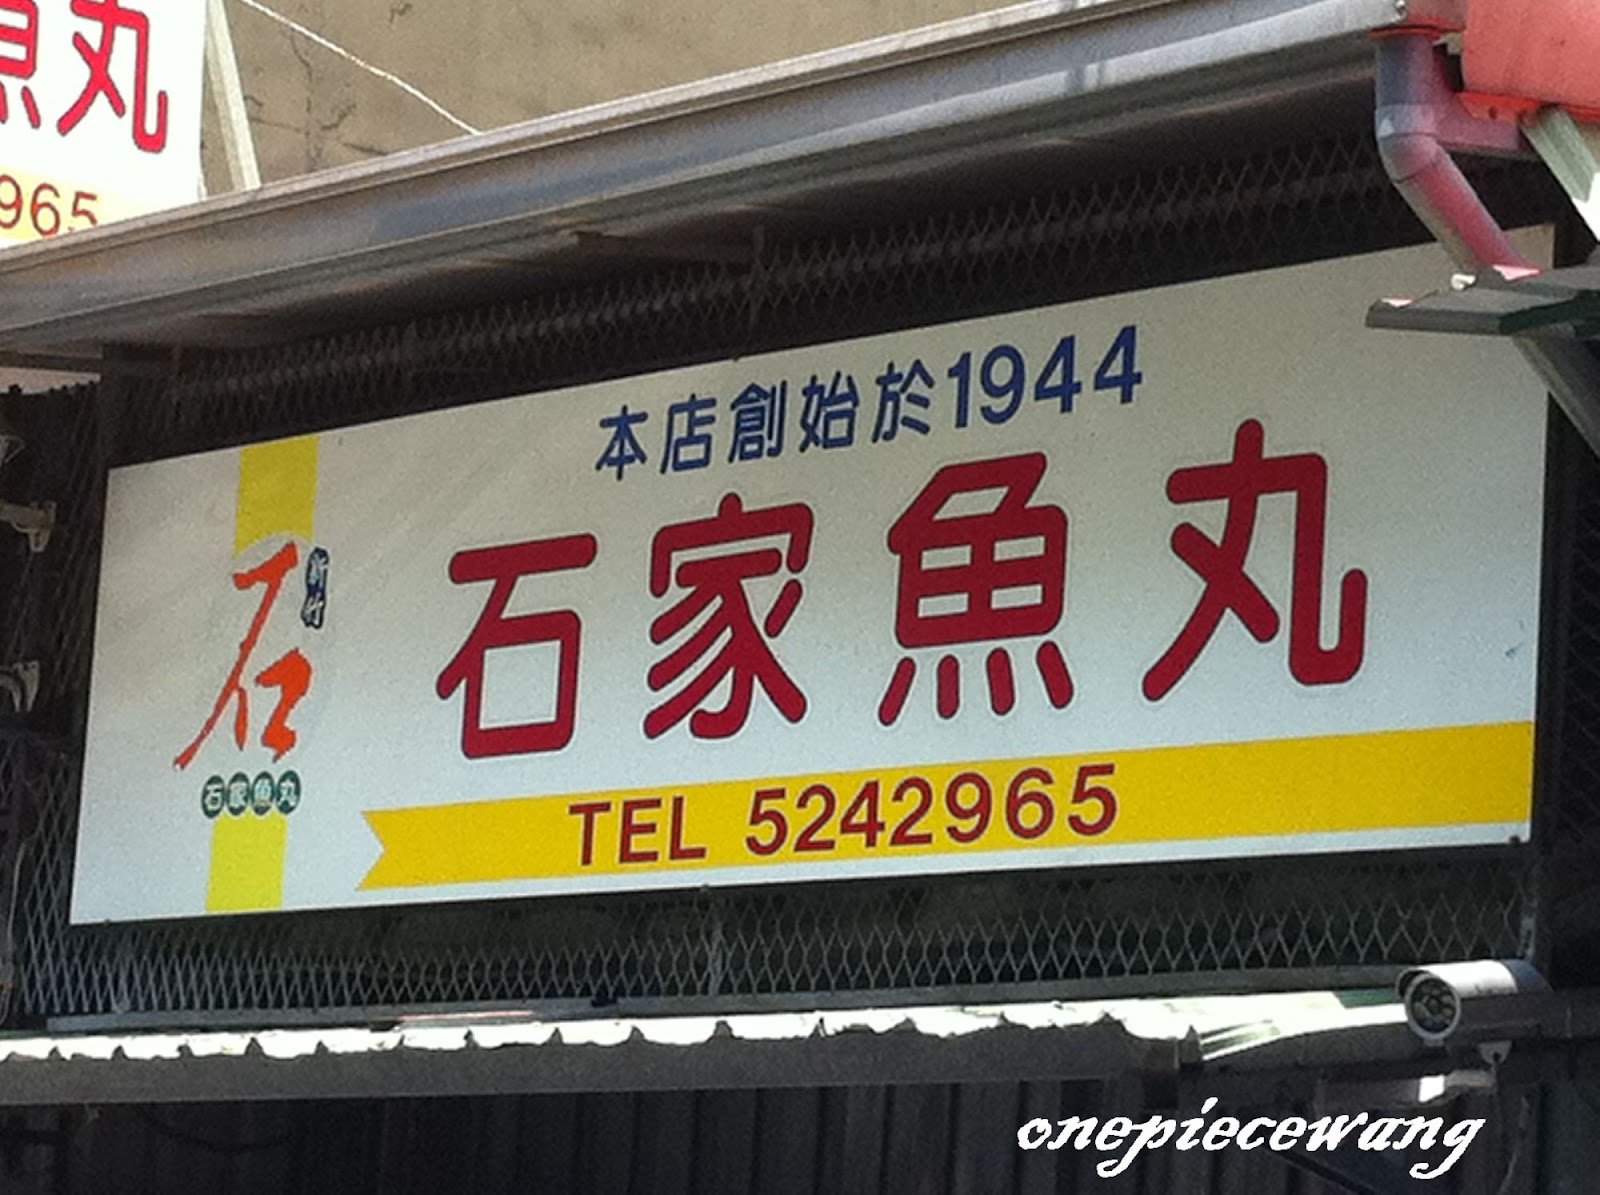 魚丸
965
本店創始於1944
新竹
石
石家魚丸
石家魚丸
TEL 5242965
onepiecewang